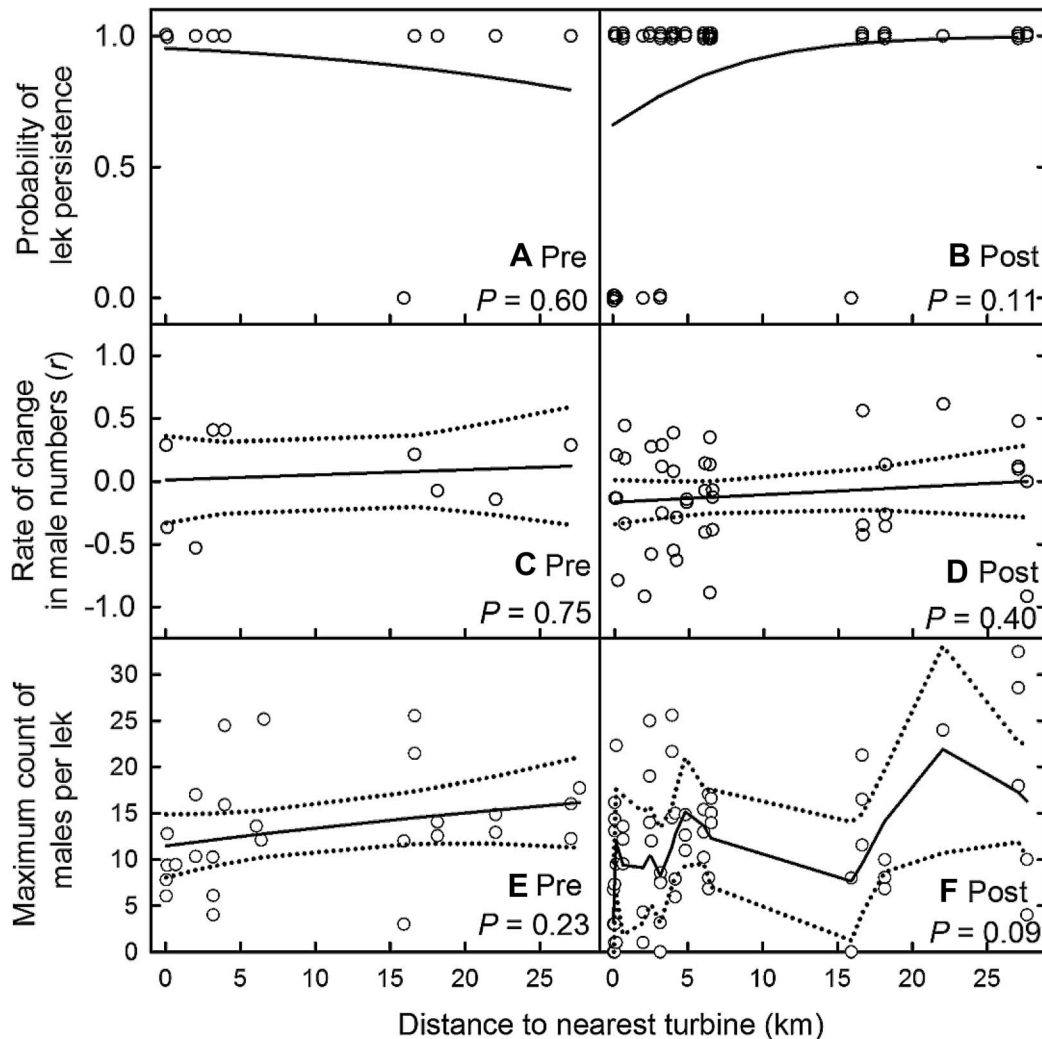 Probability of
lek persistence
1.0
0.5
0.0
A Pre
P = 0.60
B Post
P = 0.11
Rate of change
in male numbers (r)
1.0
0.5
0.0
-0.5
-1.0
C Pre
P = 0.75
D Post
P = 0.40
Maximum count of
males per lek
30
25
20
15
10
5
0
E Pre
P = 0.23
F Post
P = 0.09
0 5 10 15 20 25
0 5 10 15 20 25
Distance to nearest turbine (km)